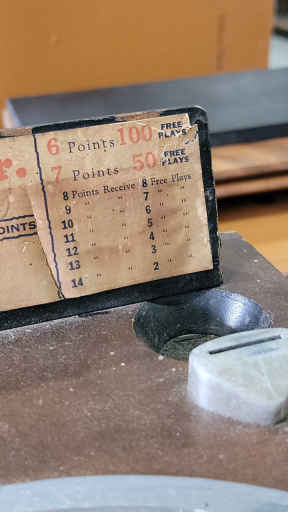 r.
OINTS
6 Points 100 FREE PLAYS
7 Points 50 FREE PLAYS
8 Points Receive 8 Free Plays
9 " " 7 " "
10 " " 6 " "
11 " " 5 " "
12 " " 4 " "
13 " " 3 " "
14 " " 2 " "